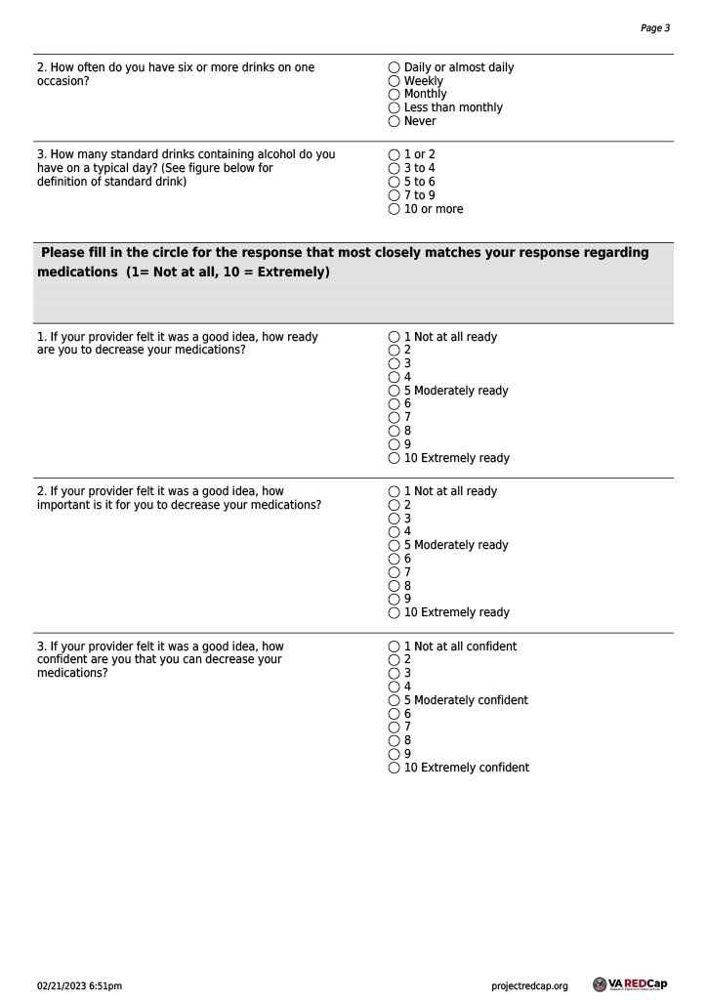 Page 3
2. How often do you have six or more drinks on one
occasion?
Daily or almost daily
Weekly
Monthly
Less than monthly
Never
3. How many standard drinks containing alcohol do you
have on a typical day? (See figure below for
definition of standard drink)
1 or 2
3 to 4
5 to 6
7 to 9
10 or more
Please fill in the circle for the response that most closely matches your response regarding
medications (1= Not at all, 10 = Extremely)
1. If your provider felt it was a good idea, how ready
are you to decrease your medications?
1 Not at all ready
2
3
4
5 Moderately ready
6
7
8
9
10 Extremely ready
2. If your provider felt it was a good idea, how
important is it for you to decrease your medications?
1 Not at all ready
2
3
4
5 Moderately ready
6
7
8
9
10 Extremely ready
3. If your provider felt it was a good idea, how
confident are you that you can decrease your
medications?
1 Not at all confident
2
3
4
5 Moderately confident
6
7
8
9
10 Extremely confident
02/21/2023 6:51pm
projectredcap.org
VA REDCap